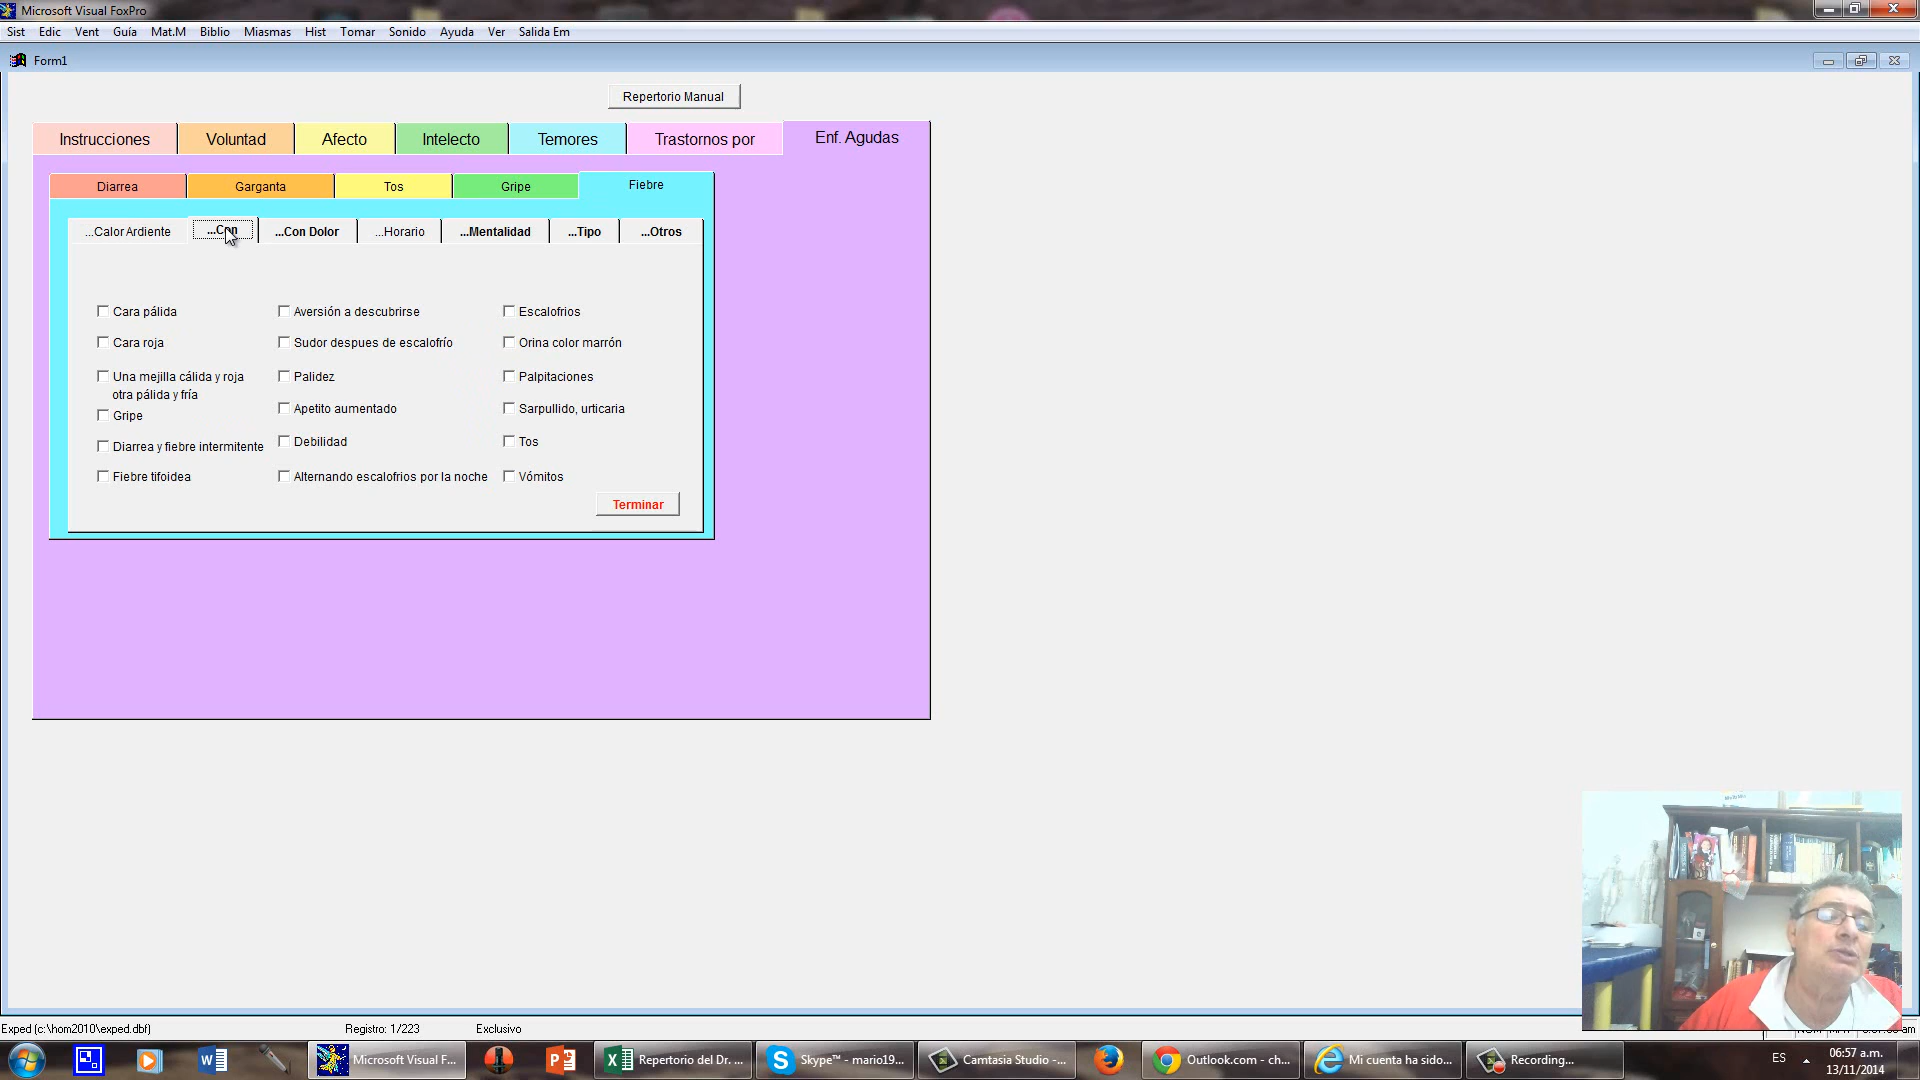 Microsoft Visual FoxPro
Sist Edic Vent Guía Mat.M Biblio Miasmas Hist Tomar Sonido Ayuda Ver Salida Em
Form1
Repertorio Manual
Instrucciones Voluntad Afecto Intelecto Temores Trastornos por Enf. Agudas
Diarrea Garganta Tos Gripe Fiebre
...Calor Ardiente ...Con ...Con Dolor ...Horario ...Mentalidad ...Tipo ...Otros
Cara pálida Aversión a descubrirse Escalofrios
Cara roja Sudor despues de escalofrío Orina color marrón
Una mejilla cálida y roja Palidez Palpitaciones
otra pálida y fría
Apetito aumentado Sarpullido, urticaria
Gripe
Debilidad Tos
Diarrea y fiebre intermitente
Fiebre tifoidea Alternando escalofrios por la noche Vómitos
Terminar
Exped (c:\hom2010\exped.dbf) Registro: 1/223 Exclusivo
Microsoft Visual F... Repertorio del Dr. ... Skype™ - mario19... Camtasia Studio -... Outlook.com - ch... Mi cuenta ha sido... Recording... ES 06:57 a.m.
13/11/2014